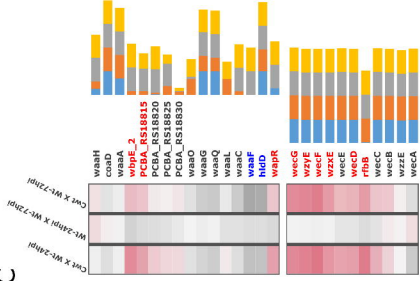 waaH
coaD
waaA
wbpE_2
PCBA_RS18815
PCBA_RS18820
PCBA_RS18825
PCBA_RS18830
waaO
waaG
waaQ
waaL
waaC
waaF
hldD
wapR
wecG
wzyE
wecF
wzxE
wecE
wecD
rfbB
wecC
wecB
wzzE
wecA
Cwt X Wt-72hpi
Wt-24hpi X Wt-72hpi
Cwt X Wt-24hpi